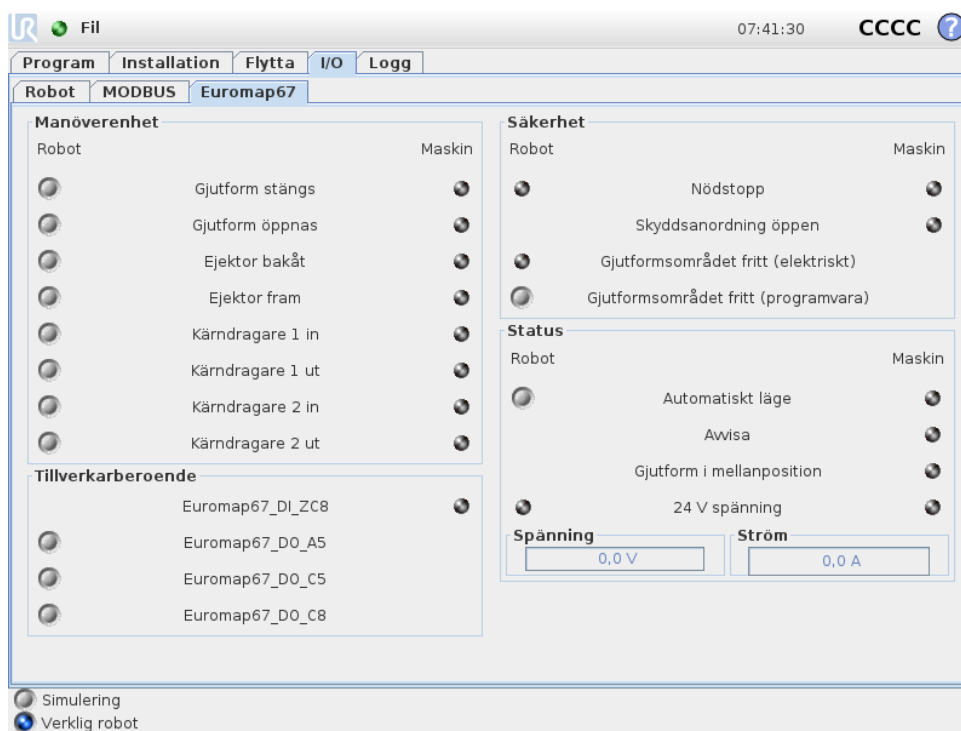 UR Fil 07:41:30 CCCC ?
Program Installation Flytta I/O Logg
Robot MODBUS Euromap67
Manöverenhet
Robot Maskin
Gjutform stängs
Gjutform öppnas
Ejektor bakåt
Ejektor fram
Kärndragare 1 in
Kärndragare 1 ut
Kärndragare 2 in
Kärndragare 2 ut
Tillverkarberoende
Euromap67_DI_ZC8
Euromap67_DO_A5
Euromap67_DO_C5
Euromap67_DO_C8
Säkerhet
Robot Maskin
Nödstopp
Skyddsanordning öppen
Gjutformsområdet fritt (elektriskt)
Gjutformsområdet fritt (programvara)
Status
Robot Maskin
Automatiskt läge
Avvisa
Gjutform i mellanposition
24 V spänning
Spänning Ström
0,0 V 0,0 A
Simulering
Verklig robot